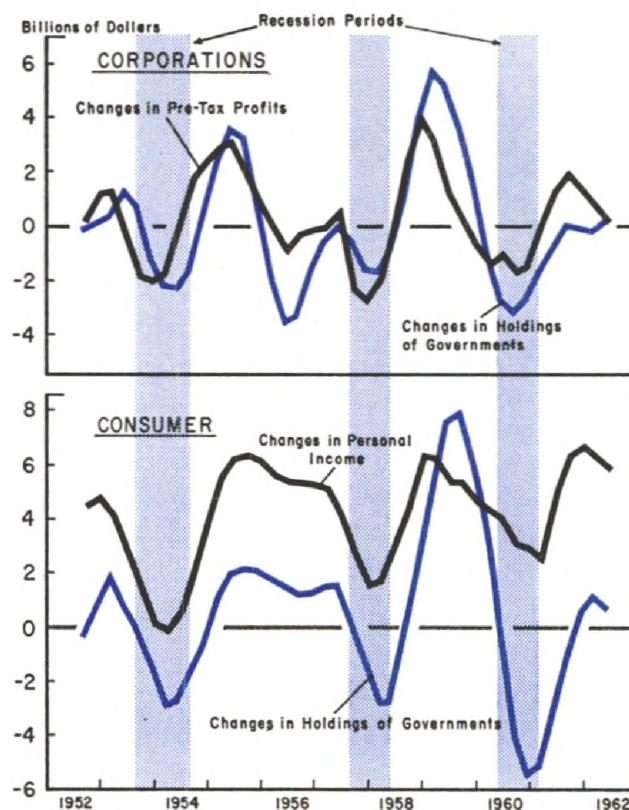 Recession Periods
Billions of Dollars
CORPORATIONS
6
Changes in Pre-Tax Profits
4
2
0
-2
-4
Changes in Holdings
of Governments
8
CONSUMER
Changes in Personal
Income
6
4
2
0
-2
Changes in Holdings of Governments
-4
-6
1952 1954 1956 1958 1960 1962